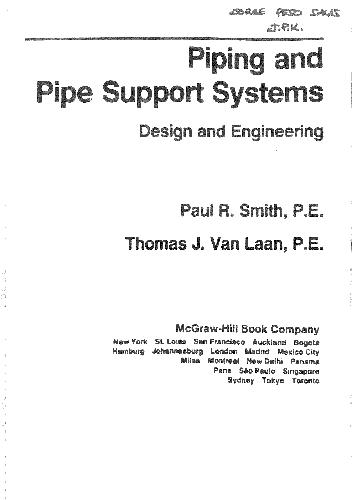 Piping and
Pipe Support Systems
Design and Engineering
Paul R. Smith, P.E.
Thomas J. Van Laan, P.E.
McGraw-Hill Book Company
New York St. Louis San Francisco Auckland Bogotá
Hamburg Johannesburg London Madrid Mexico City
Milan Montreal New Delhi Panama
Paris São Paulo Singapore
Sydney Tokyo Toronto